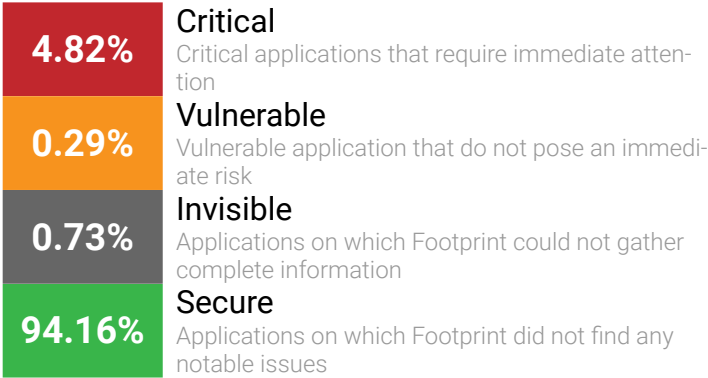 4.82%
Critical
Critical applications that require immediate atten-
tion
0.29%
Vulnerable
Vulnerable application that do not pose an immedi-
ate risk
0.73%
Invisible
Applications on which Footprint could not gather
complete information
94.16%
Secure
Applications on which Footprint did not find any
notable issues